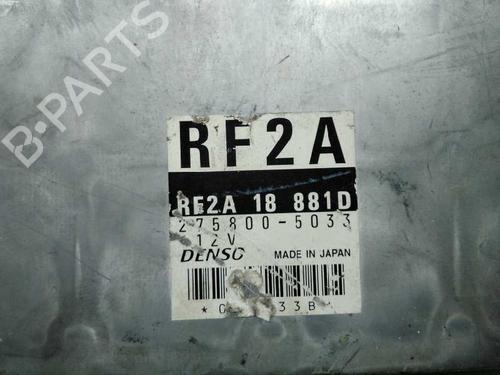 B-PARTS
RF2A
RF2A 18 881D
275800-5033
12V
DENSO MADE IN JAPAN